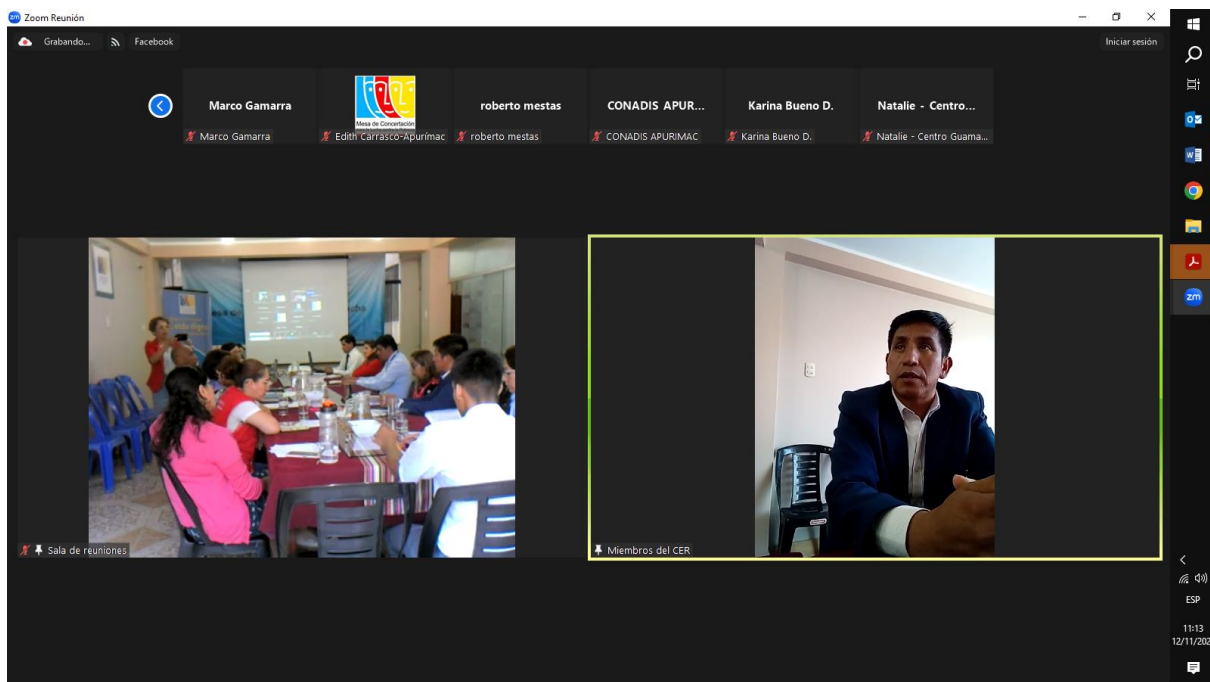 Zoom Reunión
Grabando...
Facebook
Iniciar sesión
Marco Gamarra
Marco Gamarra
Mesa de Concertación
Edith Carrasco-Apurímac
roberto mestas
roberto mestas
CONADIS APUR...
CONADIS APURIMAC
Karina Bueno D.
Karina Bueno D.
Natalie - Centro...
Natalie - Centro Guama...
Sala de reuniones
Miembros del CER
zm
ESP
11:13
12/11/202